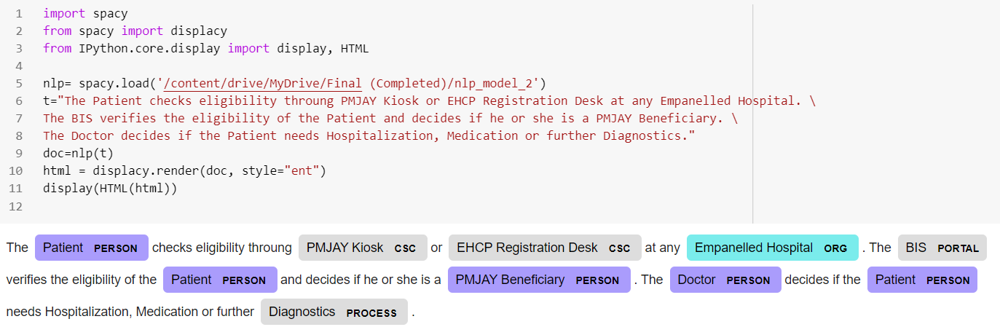 1 import spacy
2 from spacy import displacy
3 from IPython.core.display import display, HTML
4
5 nlp= spacy.load('/content/drive/MyDrive/Final (Completed)/nlp_model_2')
6 t="The Patient checks eligibility throung PMJAY Kiosk or EHCP Registration Desk at any Empanelled Hospital. \
7 The BIS verifies the eligibility of the Patient and decides if he or she is a PMJAY Beneficiary. \
8 The Doctor decides if the Patient needs Hospitalization, Medication or further Diagnostics."
9 doc=nlp(t)
10 html = displacy.render(doc, style="ent")
11 display(HTML(html))
12
The Patient PERSON checks eligibility throung PMJAY Kiosk CSC or EHCP Registration Desk CSC at any Empanelled Hospital ORG . The BIS PORTAL
verifies the eligibility of the Patient PERSON and decides if he or she is a PMJAY Beneficiary PERSON . The Doctor PERSON decides if the Patient PERSON
needs Hospitalization, Medication or further Diagnostics PROCESS .